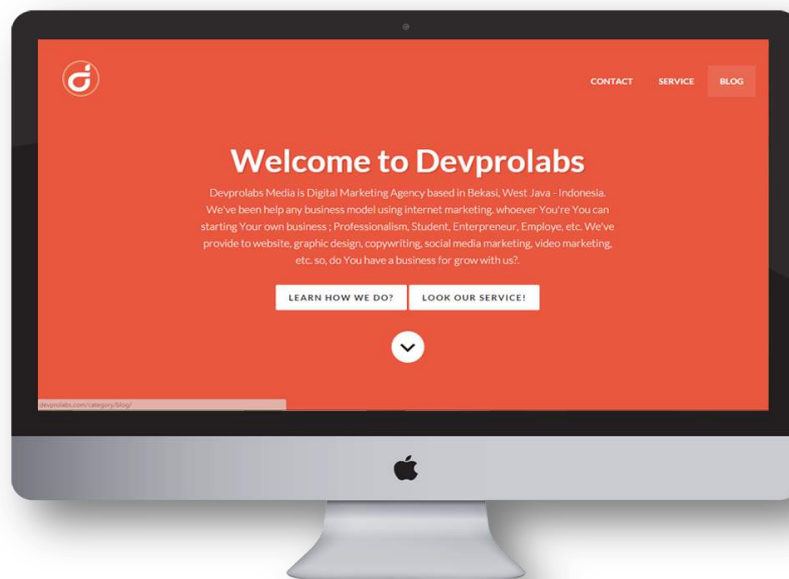 CONTACT SERVICE BLOG
Welcome to Devprolabs
Devprolabs Media is Digital Marketing Agency based in Bekasi, West Java - Indonesia.
We've been help any business model using internet marketing. whoever You're You can
starting Your own business ; Professionalism, Student, Enterpreneur, Employe, etc. We've
provide to website, graphic design, copywriting, social media marketing, video marketing,
etc. so, do You have a business for grow with us?.
LEARN HOW WE DO? LOOK OUR SERVICE!
devprolabs.com/category/blog/